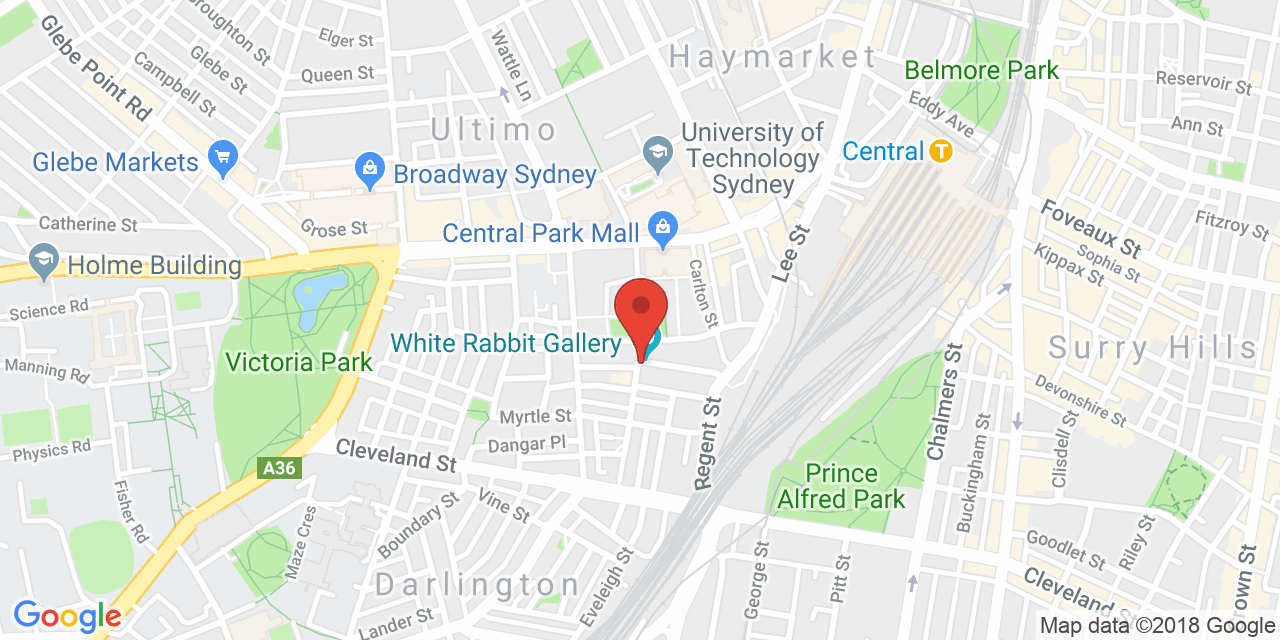 Glebe Point Rd
Broughton St
Elger St
Glebe St
Campbell St
Queen St
Wattle Ln
Haymarket
Belmore Park
Reservoir St
Eddy Ave
Ann St
Ultimo
University of
Technology
Sydney
Central
T
Glebe Markets
Broadway Sydney
Catherine St
Grose St
Central Park Mall
Lee St
Foveaux St
Fitzroy St
Sophia St
Kippax St
Holme Building
Carlton St
Science Rd
White Rabbit Gallery
Victoria Park
Surry Hills
Manning Rd
Chalmers St
Devonshire St
Myrtle St
Dangar Pl
Regent St
Clisdell St
Buckingham St
Physics Rd
Cleveland St
A36
Prince
Alfred Park
Fisher Rd
Vine St
Boundary St
Maze Cres
Riley St
Goodlet St
Darlington
Eveleigh St
George St
Pitt St
Cleveland St
Lander St
Google
Map data ©2018 Google